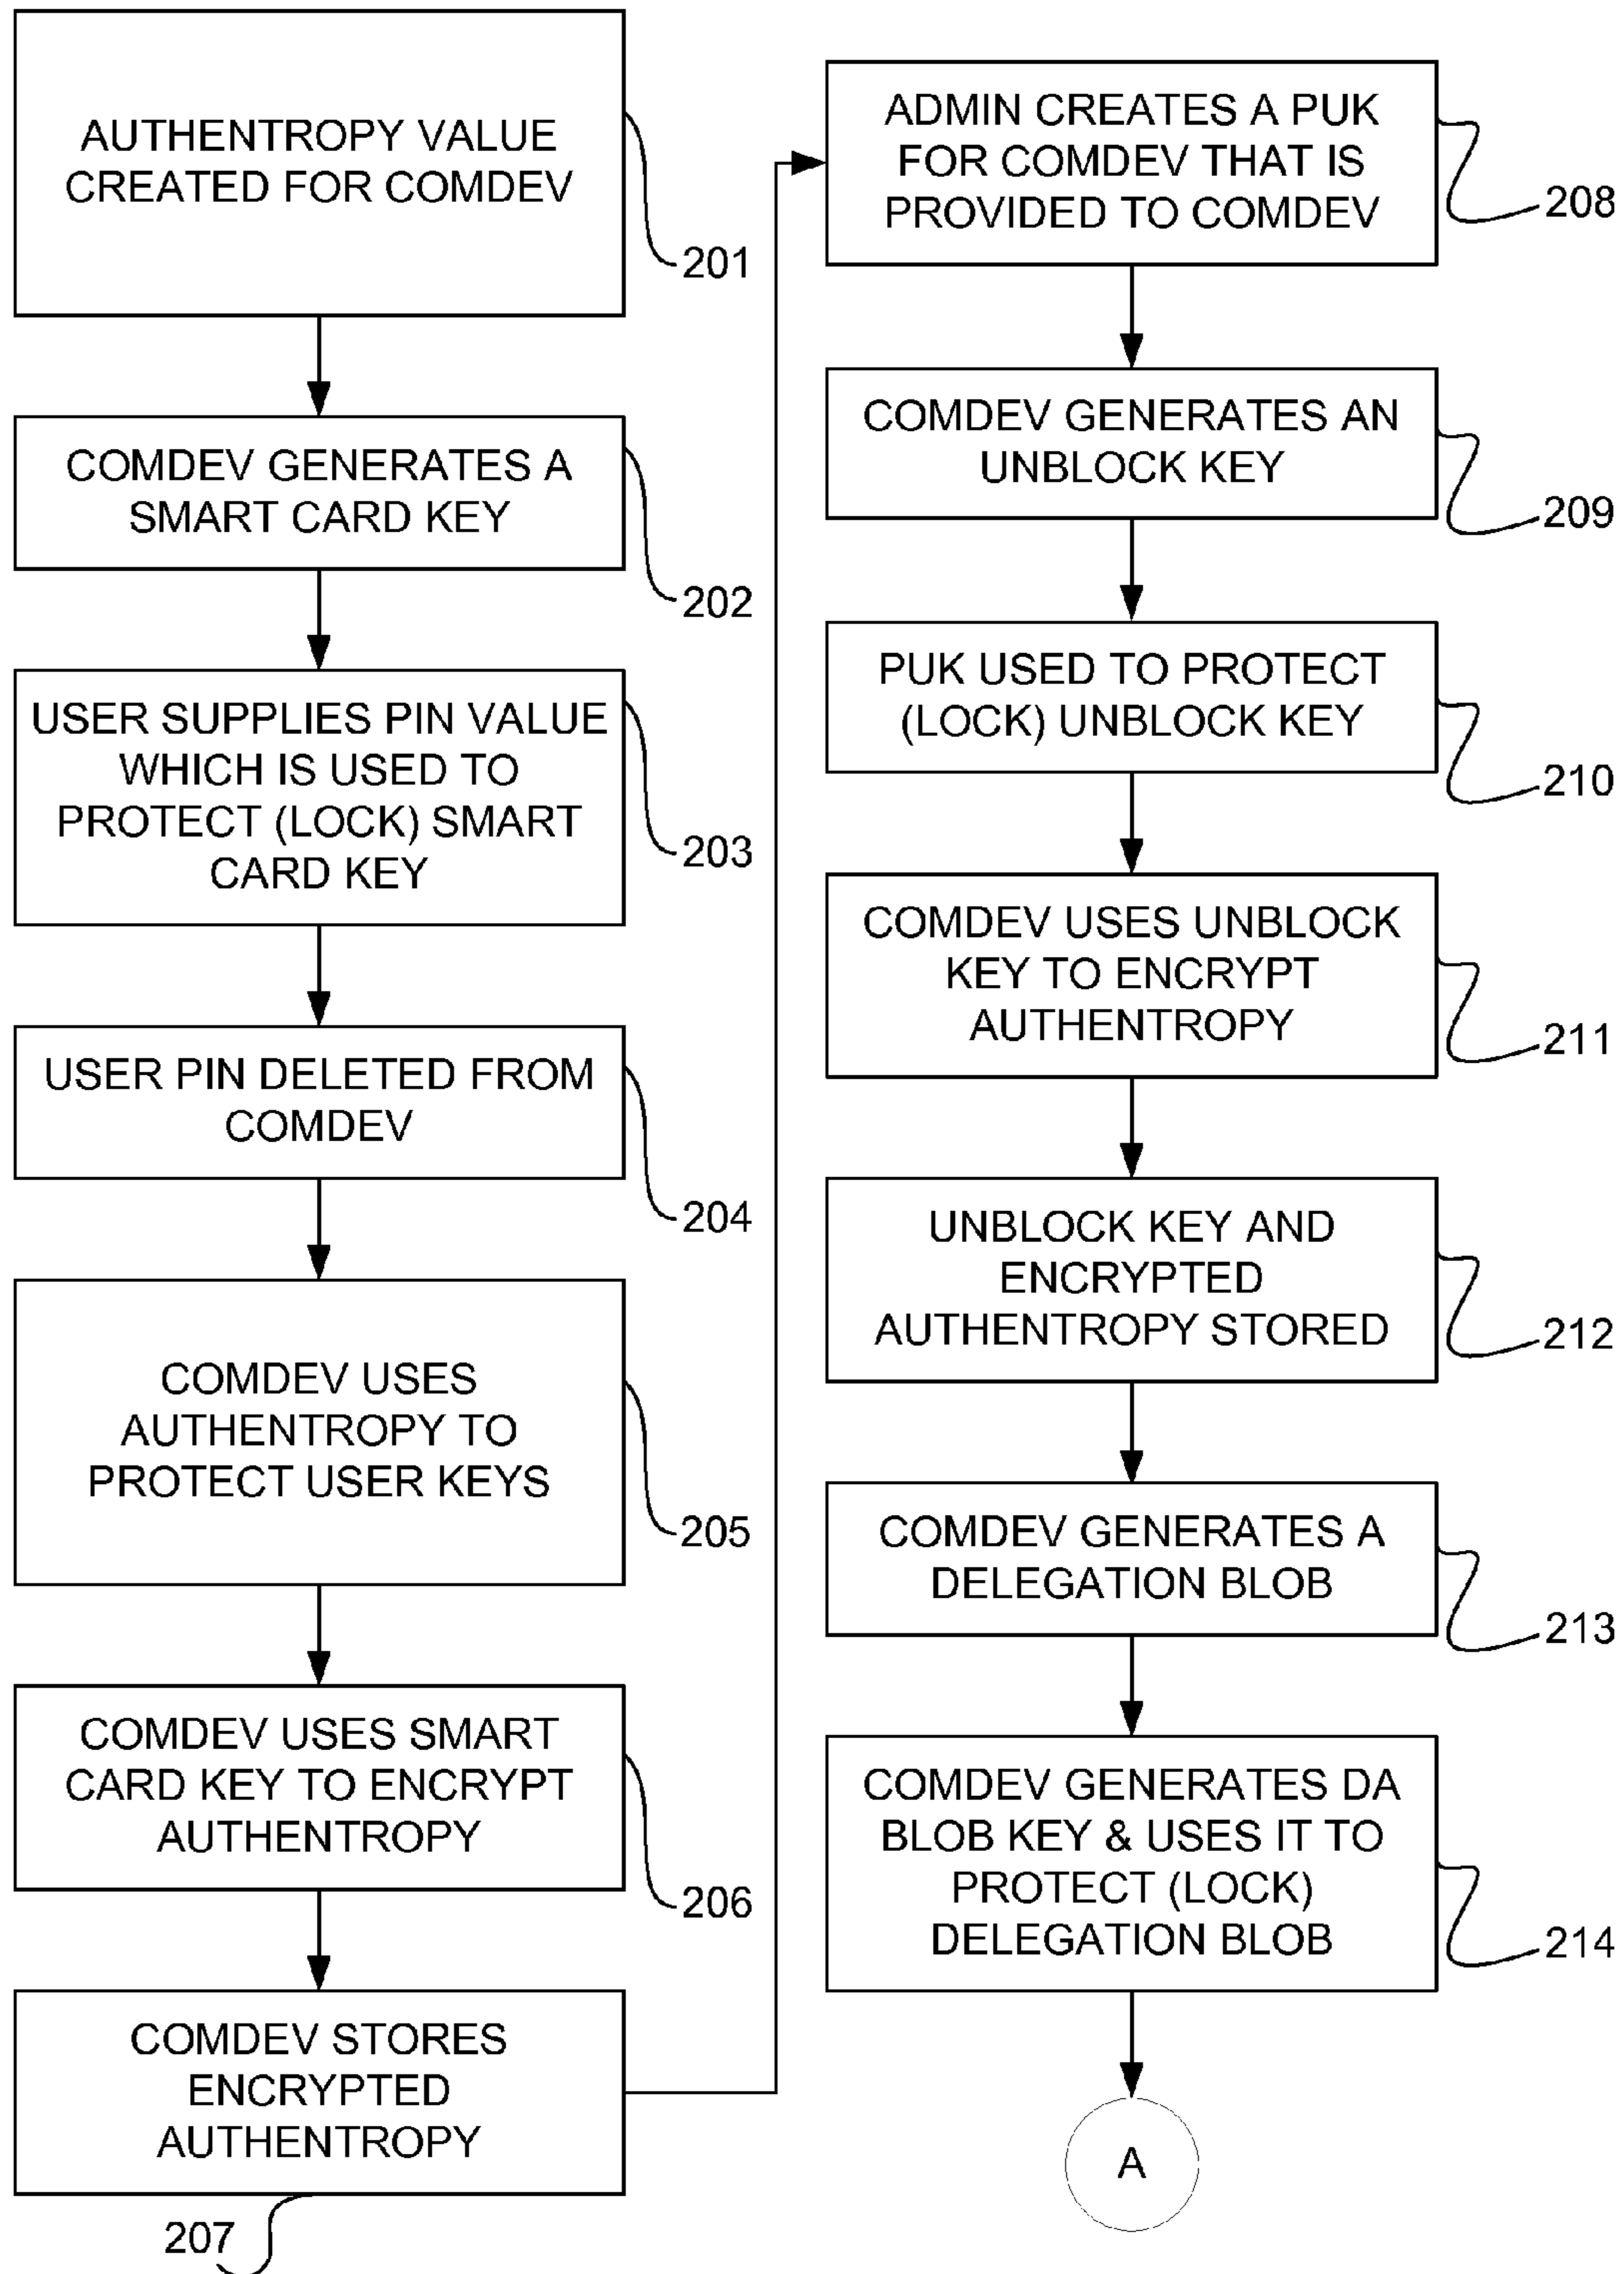 AUTHENTROPY VALUE
CREATED FOR COMDEV
201
COMDEV GENERATES A
SMART CARD KEY
202
USER SUPPLIES PIN VALUE
WHICH IS USED TO
PROTECT (LOCK) SMART
CARD KEY
203
USER PIN DELETED FROM
COMDEV
204
COMDEV USES
AUTHENTROPY TO
PROTECT USER KEYS
205
COMDEV USES SMART
CARD KEY TO ENCRYPT
AUTHENTROPY
206
COMDEV STORES
ENCRYPTED
AUTHENTROPY
207
ADMIN CREATES A PUK
FOR COMDEV THAT IS
PROVIDED TO COMDEV
208
COMDEV GENERATES AN
UNBLOCK KEY
209
PUK USED TO PROTECT
(LOCK) UNBLOCK KEY
210
COMDEV USES UNBLOCK
KEY TO ENCRYPT
AUTHENTROPY
211
UNBLOCK KEY AND
ENCRYPTED
AUTHENTROPY STORED
212
COMDEV GENERATES A
DELEGATION BLOB
213
COMDEV GENERATES DA
BLOB KEY & USES IT TO
PROTECT (LOCK)
DELEGATION BLOB
214
A